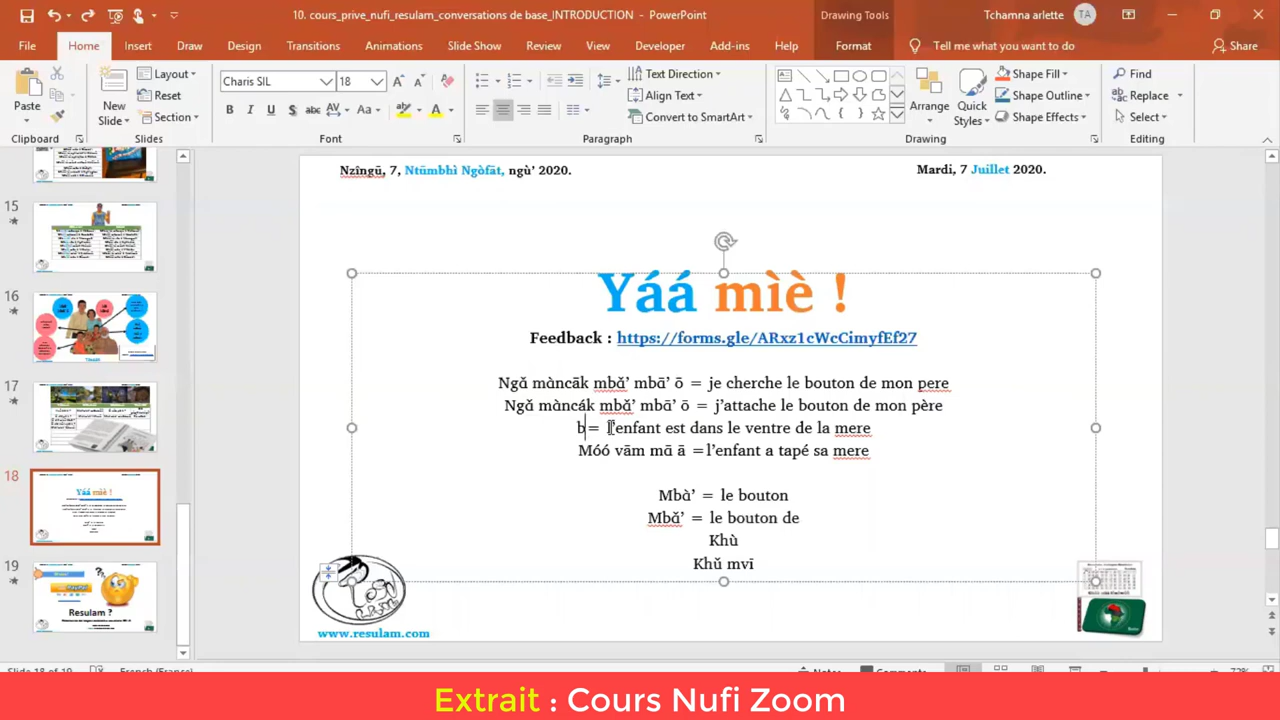 10. cours_prive_nufi_resulam_conversations de base_INTRODUCTION - PowerPoint
Drawing Tools
Tchamna arlette
TA
File
Home
Insert
Draw
Design
Transitions
Animations
Slide Show
Review
View
Developer
Add-ins
Help
Format
Tell me what you want to do
Share
Paste
New Slide
Layout
Reset
Section
Charis SIL
18
Text Direction
Align Text
Convert to SmartArt
Arrange
Quick Styles
Shape Fill
Shape Outline
Shape Effects
Find
Replace
Select
Clipboard
Slides
Font
Paragraph
Drawing
Editing
15
16
17
18
19
Resulam ?
Nzīngū, 7, Ntūmbhì Ngòfāt, ngù’ 2020.
Mardi, 7 Juillet 2020.
Yáá mìè !
Feedback : https://forms.gle/ARxz1cWcCimyfEf27
Ngǎ màncāk mbǎ’ mbā’ ō = je cherche le bouton de mon pere
Ngǎ màncák mbǎ’ mbā’ ō = j’attache le bouton de mon père
b= l’enfant est dans le ventre de la mere
Móó vām mā ā =l’enfant a tapé sa mere
Mbà’ = le bouton
Mbǎ’ = le bouton de
Khù
Khǔ mvī
www.resulam.com
Slide 18 of 19
French (France)
Extrait : Cours Nufi Zoom